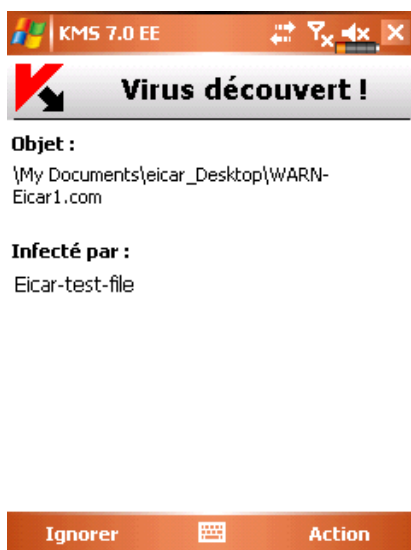 KMS 7.0 EE
Virus découvert !
Objet :
\My Documents\eicar_Desktop\WARN-
Eicar1.com
Infecté par :
Eicar-test-file
Ignorer
Action